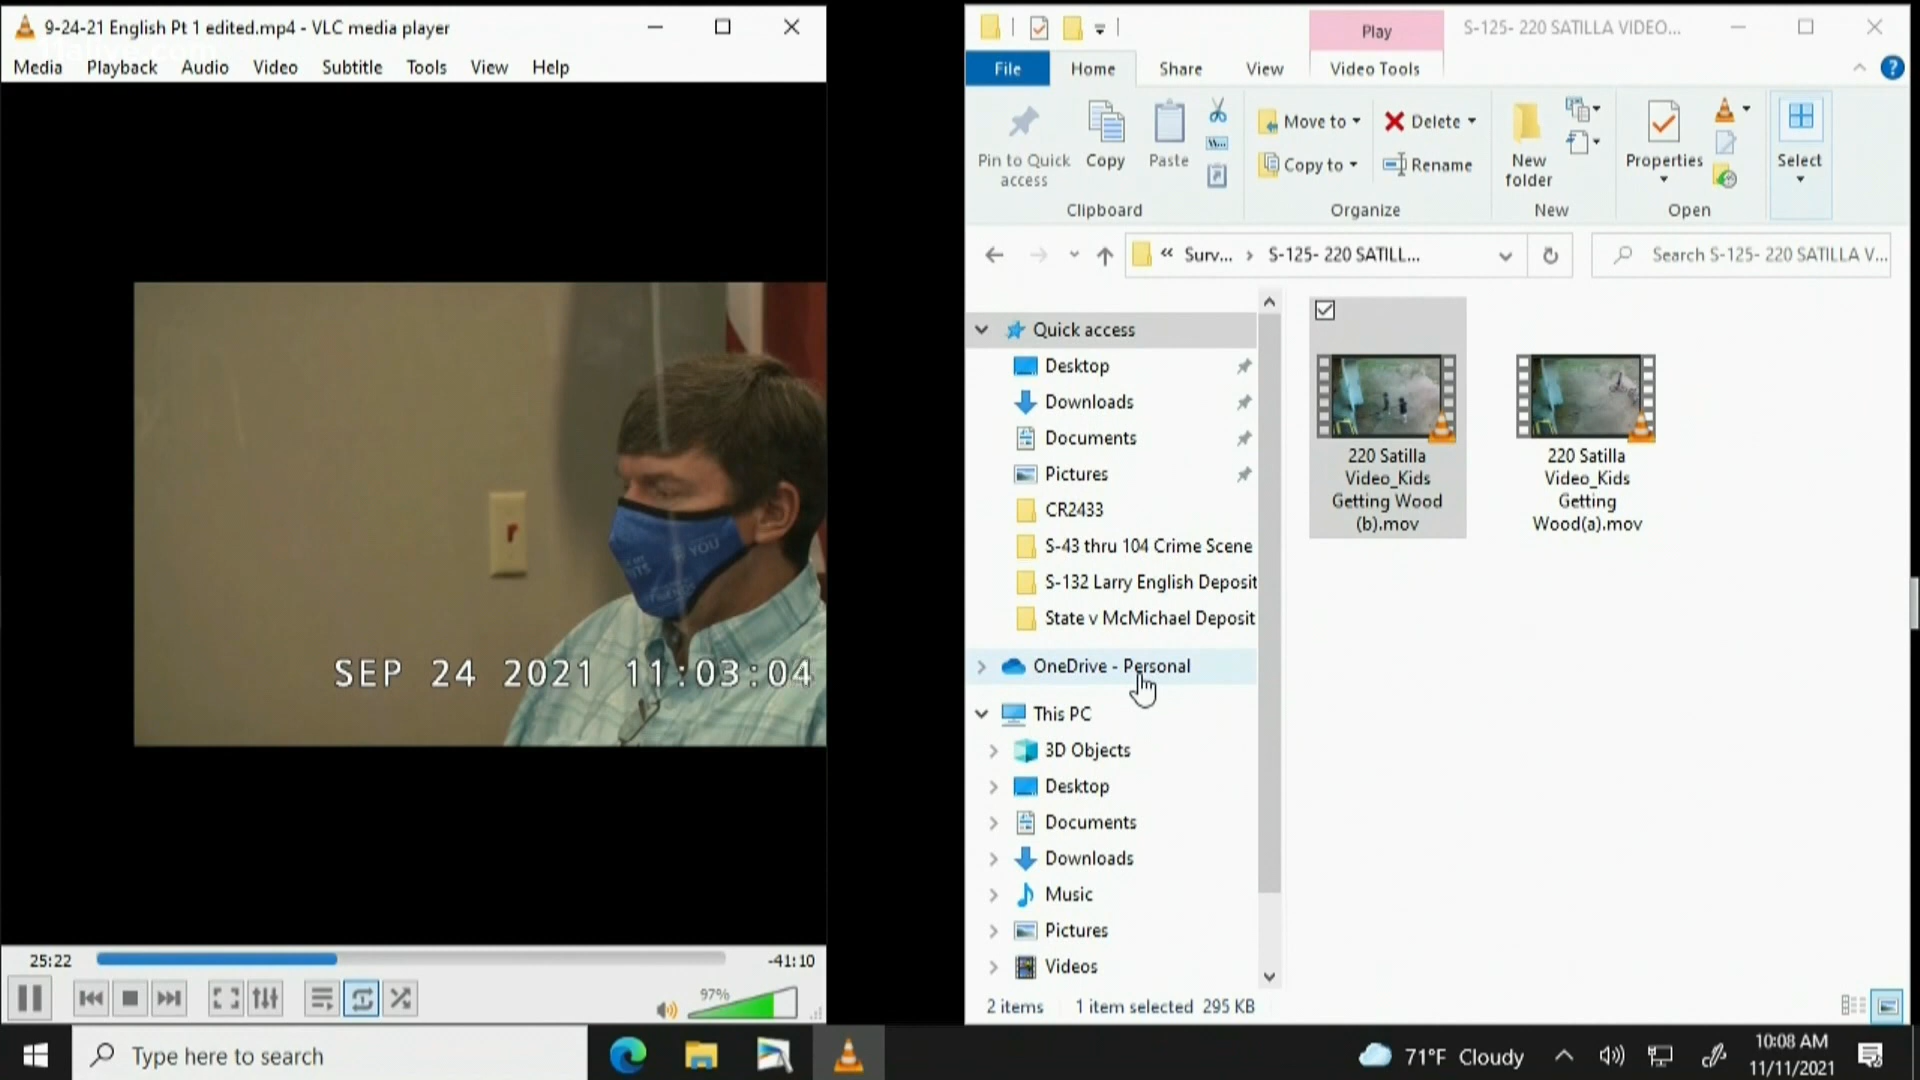 9-24-21 English Pt 1 edited.mp4 - VLC media player
Media Playback Audio Video Subtitle Tools View Help
SEP 24 2021 11:03:04
YOU
25:22
-41:10
97%
Play
S-125- 220 SATILLA VIDEO...
File Home Share View Video Tools
Pin to Quick access
Copy
Paste
Clipboard
Move to
Copy to
Delete
Rename
Organize
New folder
New
Properties
Open
Select
« Surv... › S-125- 220 SATILL...
Search S-125- 220 SATILLA V...
Quick access
Desktop
Downloads
Documents
Pictures
CR2433
S-43 thru 104 Crime Scene
S-132 Larry English Deposit
State v McMichael Deposit
OneDrive - Personal
This PC
3D Objects
Desktop
Documents
Downloads
Music
Pictures
Videos
220 Satilla
Video_Kids
Getting Wood
(b).mov
220 Satilla
Video_Kids
Getting
Wood(a).mov
2 items 1 item selected 295 KB
Type here to search
71°F Cloudy
10:08 AM
11/11/2021